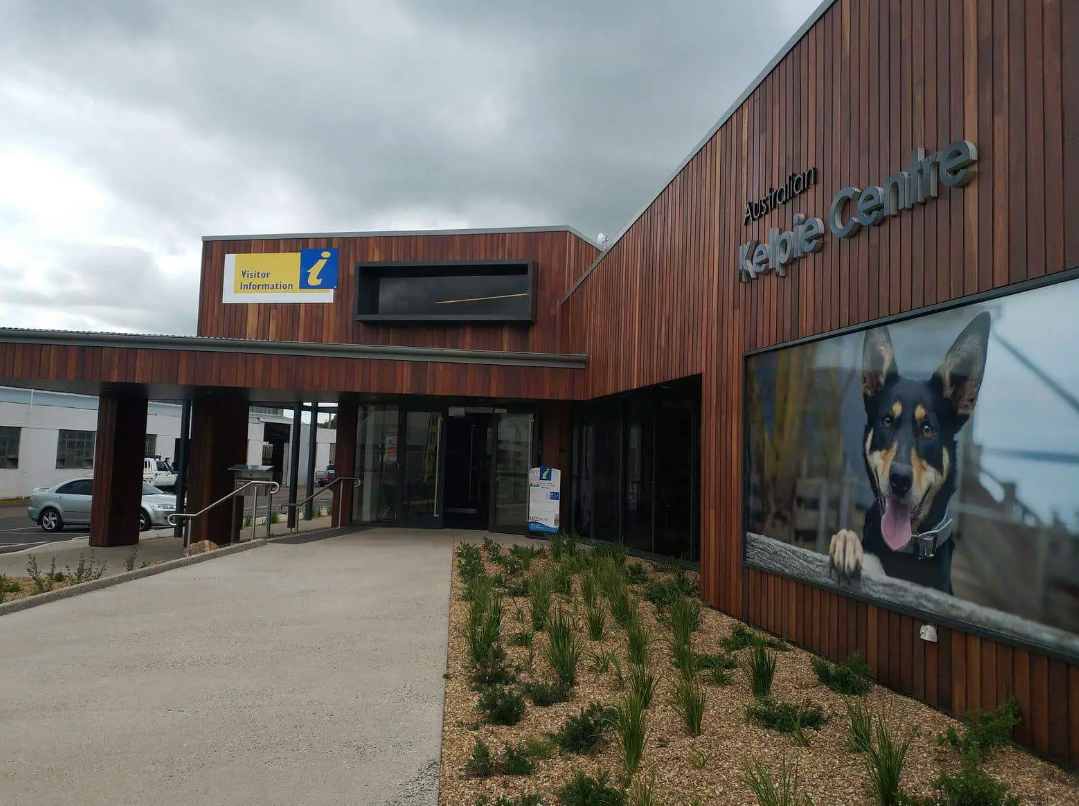 Visitor
Information
i
Australian
Kelpie Centre
i